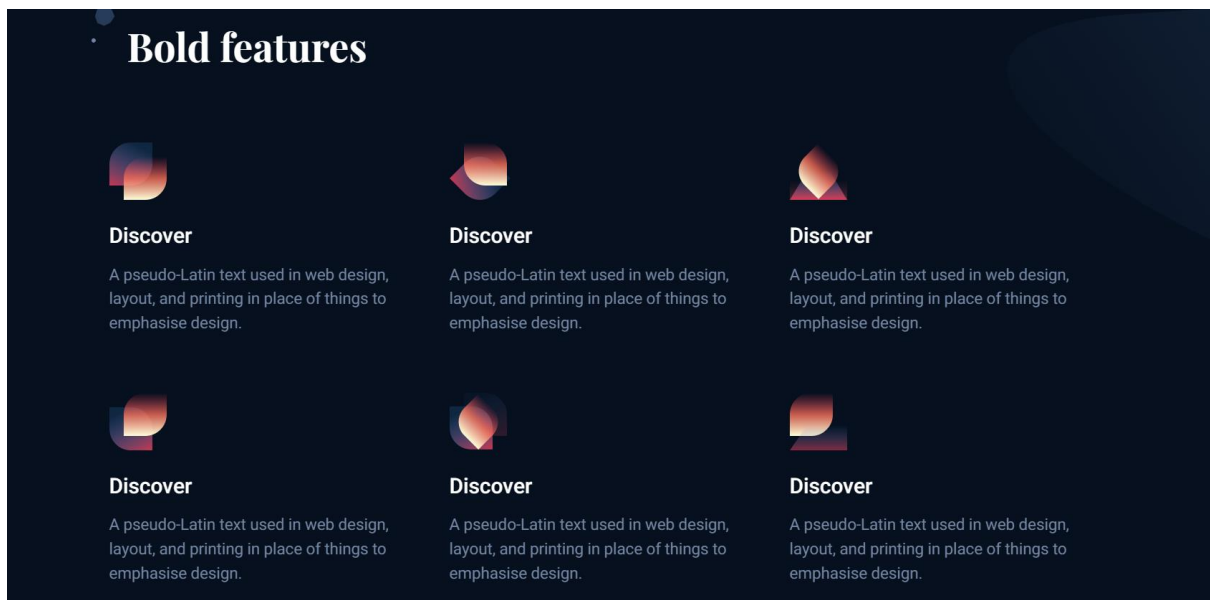 Bold features
Discover
A pseudo-Latin text used in web design,
layout, and printing in place of things to
emphasise design.
Discover
A pseudo-Latin text used in web design,
layout, and printing in place of things to
emphasise design.
Discover
A pseudo-Latin text used in web design,
layout, and printing in place of things to
emphasise design.
Discover
A pseudo-Latin text used in web design,
layout, and printing in place of things to
emphasise design.
Discover
A pseudo-Latin text used in web design,
layout, and printing in place of things to
emphasise design.
Discover
A pseudo-Latin text used in web design,
layout, and printing in place of things to
emphasise design.